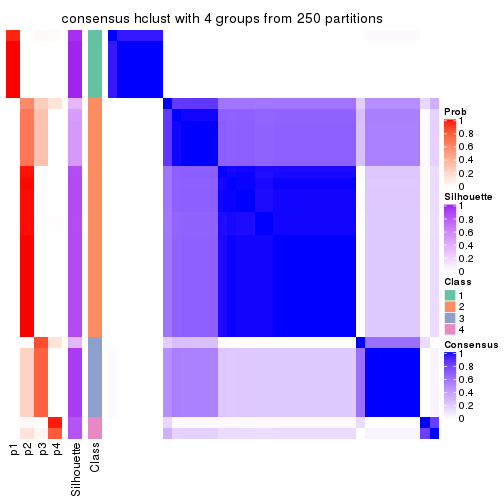 consensus hclust with 4 groups from 250 partitions
Prob
1
0.8
0.6
0.4
0.2
0
Silhouette
1
0.8
0.6
0.4
0.2
0
Class
1
2
3
4
Consensus
1
0.8
0.6
0.4
0.2
0
p1
p2
p3
p4
Silhouette
Class